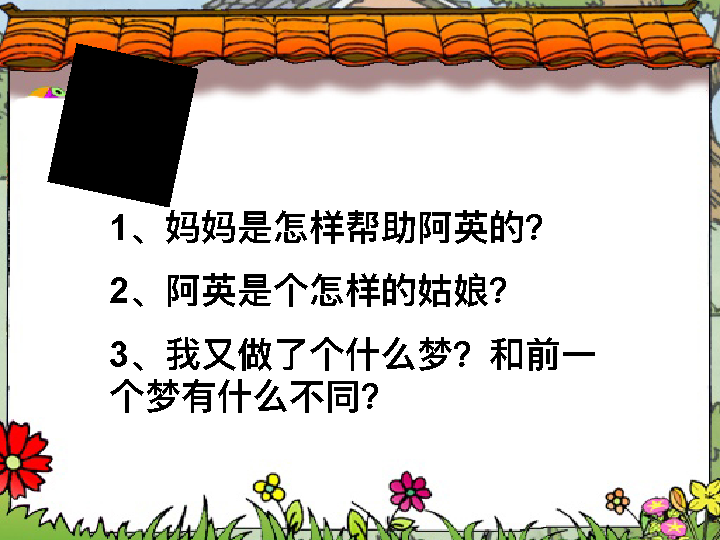 1、妈妈是怎样帮助阿英的？
2、阿英是个怎样的姑娘？
3、我又做了个什么梦？和前一
个梦有什么不同？